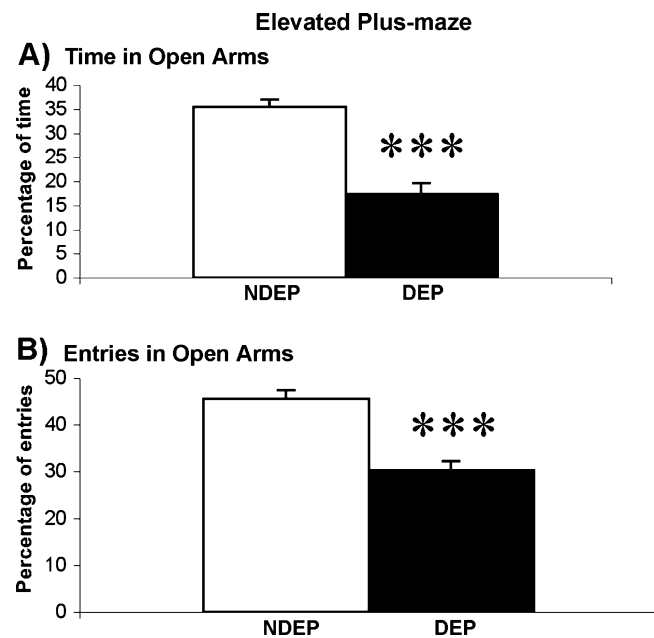 Elevated Plus-maze
A) Time in Open Arms
Percentage of time
40
35
30
25
20
15
10
5
0
***
NDEP DEP
B) Entries in Open Arms
Percentage of entries
50
40
30
20
10
0
***
NDEP DEP